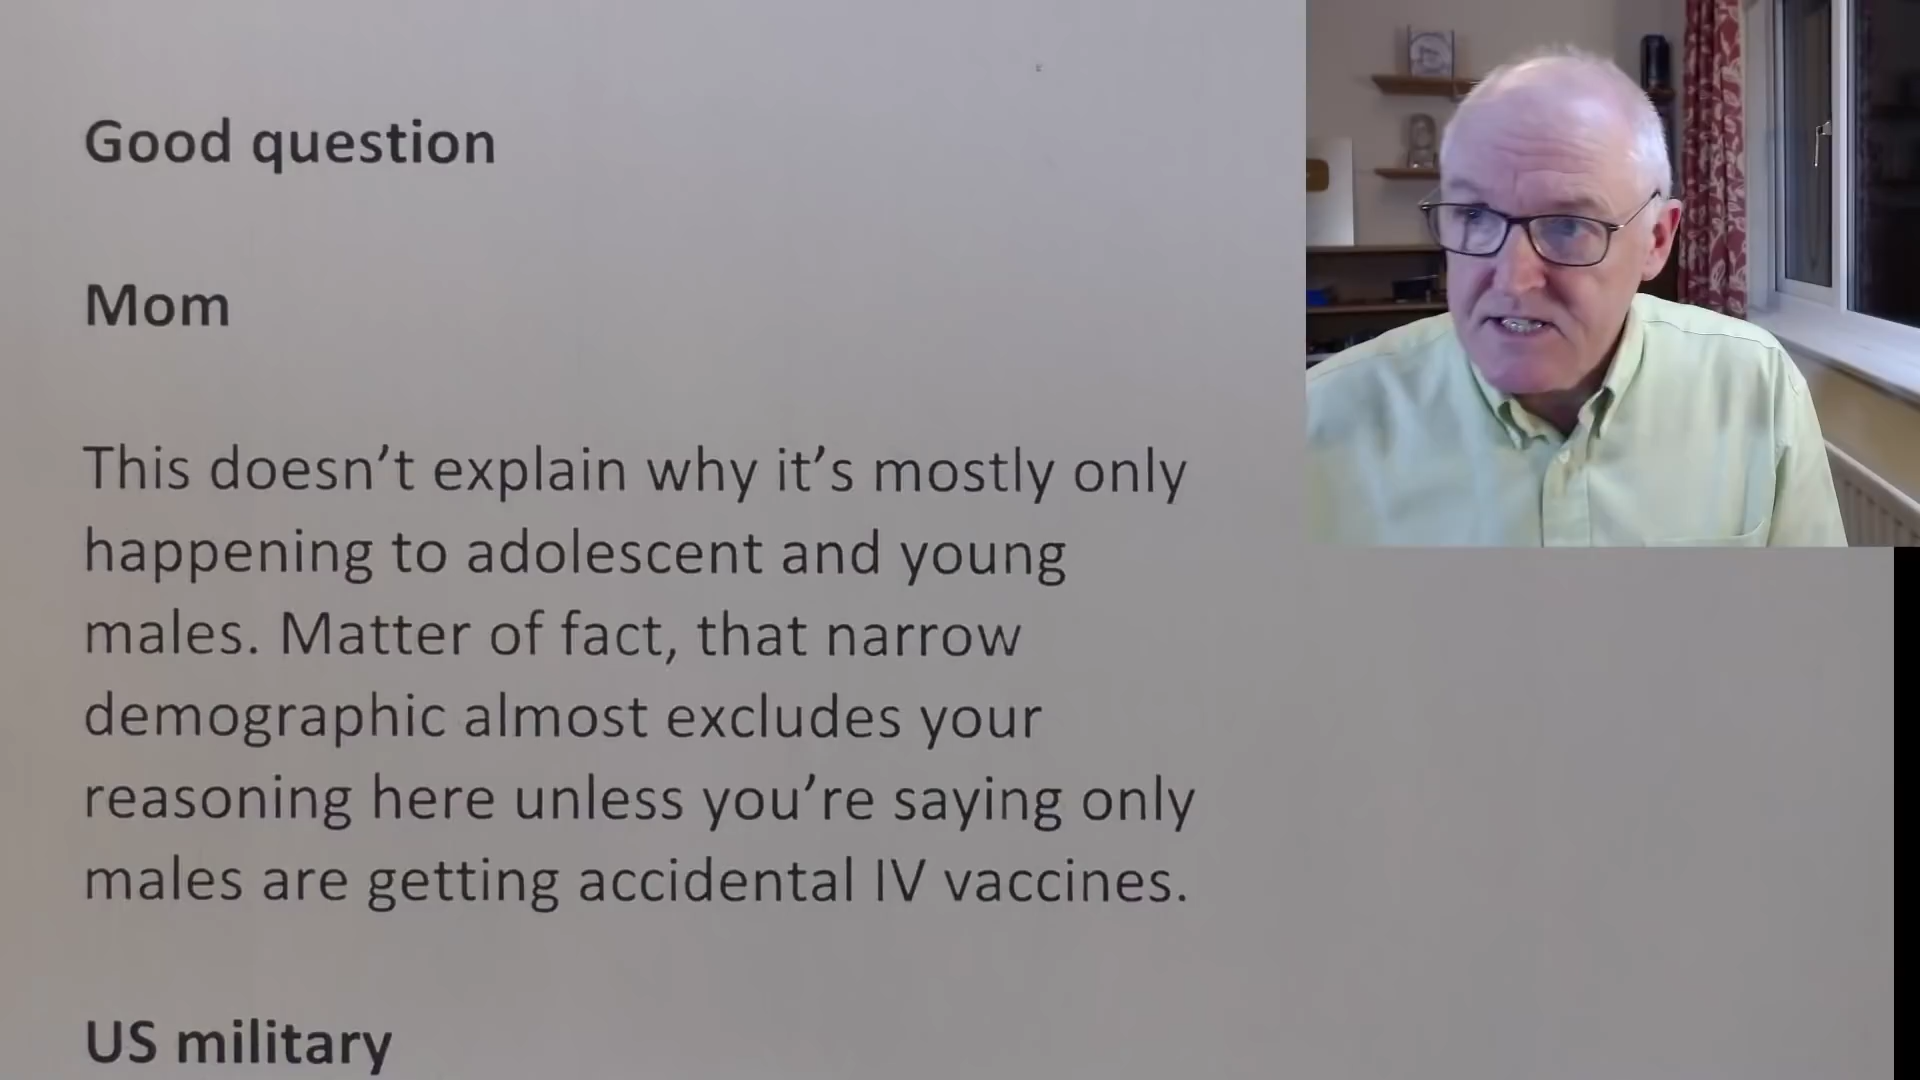 Good question
Mom
This doesn’t explain why it’s mostly only
happening to adolescent and young
males. Matter of fact, that narrow
demographic almost excludes your
reasoning here unless you’re saying only
males are getting accidental IV vaccines.
US military